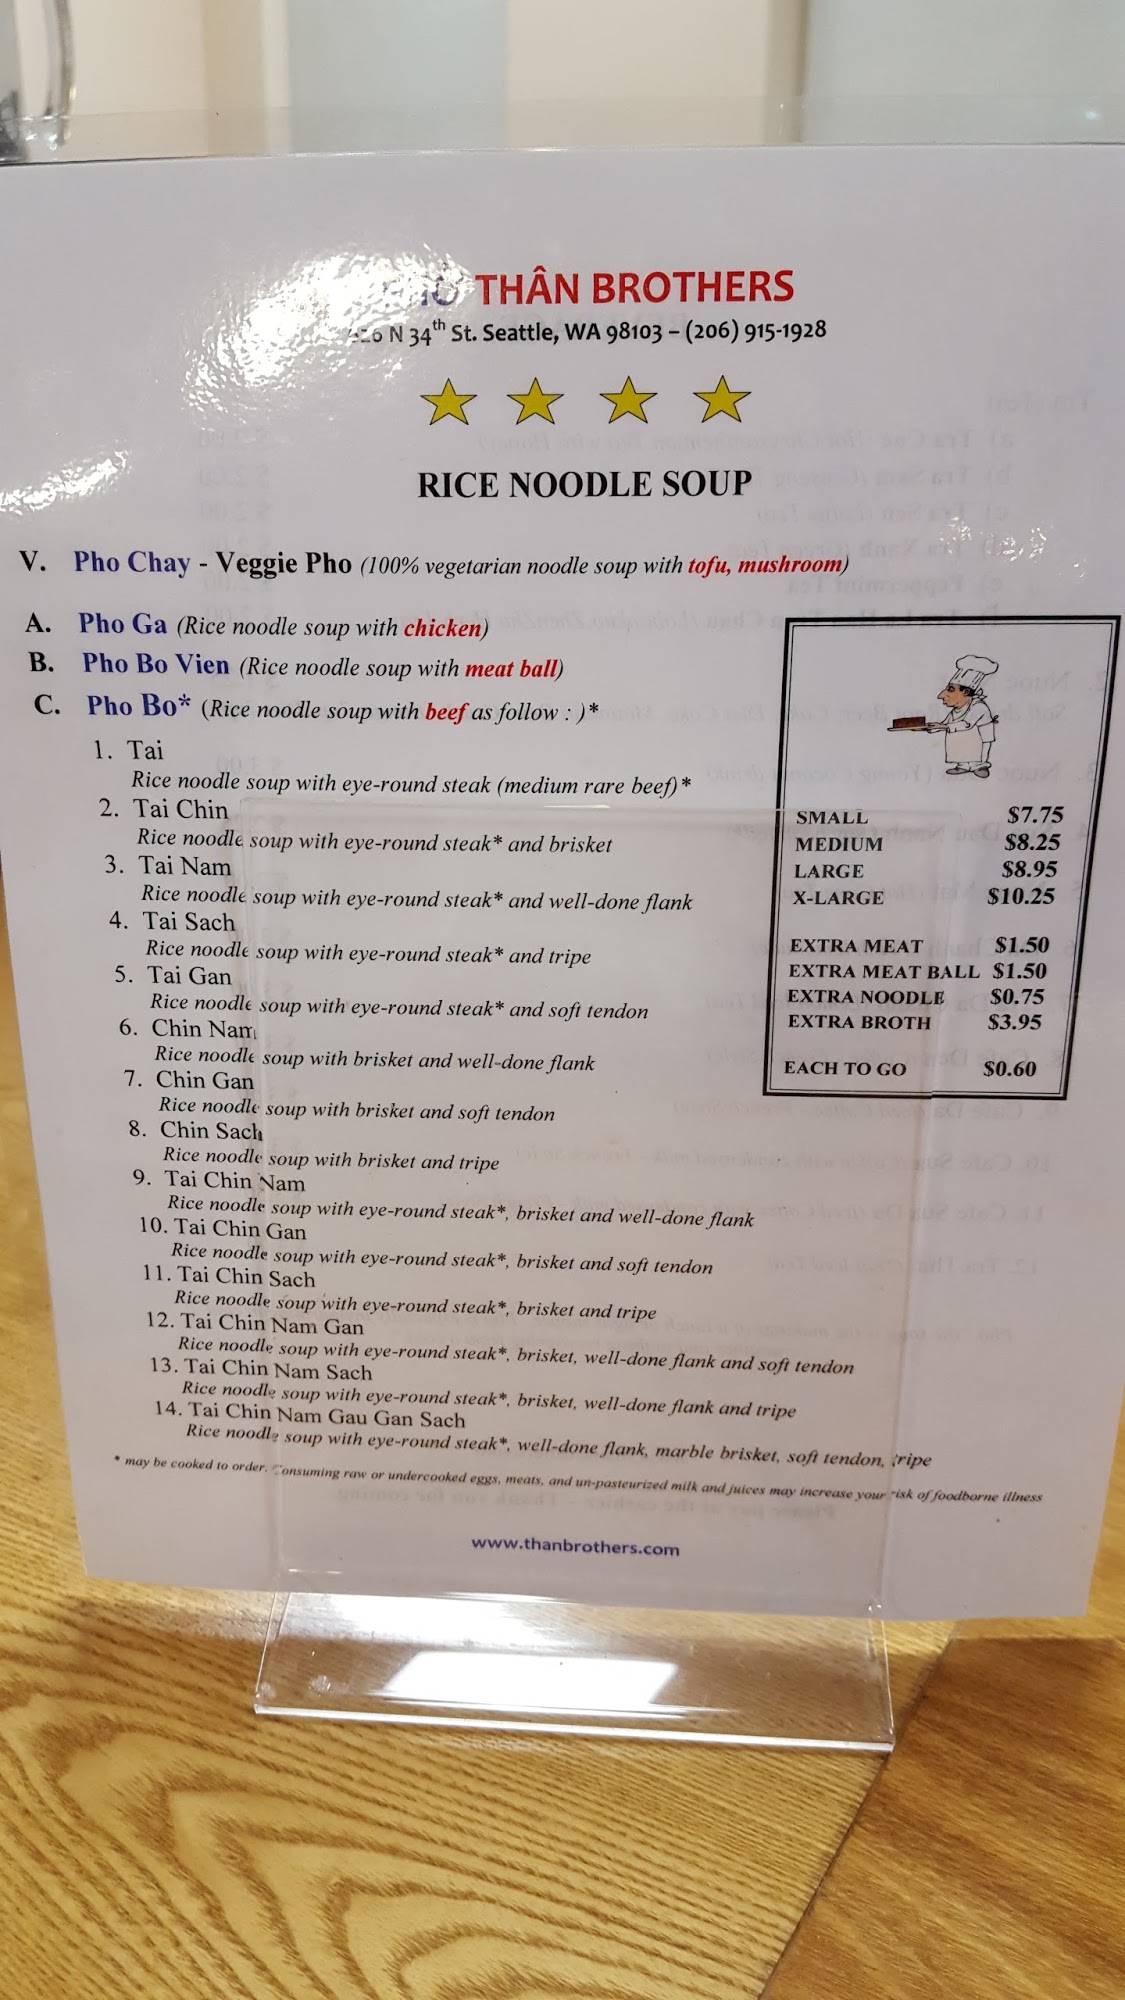 THÂN BROTHERS
N 34th St. Seattle, WA 98103 – (206) 915-1928
RICE NOODLE SOUP
V. Pho Chay - Veggie Pho (100% vegetarian noodle soup with tofu, mushroom)
A. Pho Ga (Rice noodle soup with chicken)
B. Pho Bo Vien (Rice noodle soup with meat ball)
C. Pho Bo* (Rice noodle soup with beef as follow : )*
1. Tai
Rice noodle soup with eye-round steak (medium rare beef)*
2. Tai Chin
Rice noodle soup with eye-round steak* and brisket
3. Tai Nam
Rice noodle soup with eye-round steak* and well-done flank
4. Tai Sach
Rice noodle soup with eye-round steak* and tripe
5. Tai Gan
Rice noodle soup with eye-round steak* and soft tendon
6. Chin Nam
Rice noodle soup with brisket and well-done flank
7. Chin Gan
Rice noodle soup with brisket and soft tendon
8. Chin Sach
Rice noodle soup with brisket and tripe
9. Tai Chin Nam
Rice noodle soup with eye-round steak*, brisket and well-done flank
10. Tai Chin Gan
Rice noodle soup with eye-round steak*, brisket and soft tendon
11. Tai Chin Sach
Rice noodle soup with eye-round steak*, brisket and tripe
12. Tai Chin Nam Gan
Rice noodle soup with eye-round steak*, brisket, well-done flank and soft tendon
13. Tai Chin Nam Sach
Rice noodle soup with eye-round steak*, brisket, well-done flank and tripe
14. Tai Chin Nam Gau Gan Sach
Rice noodle soup with eye-round steak*, well-done flank, marble brisket, soft tendon, tripe
* may be cooked to order. Consuming raw or undercooked eggs, meats, and un-pasteurized milk and juices may increase your risk of foodborne illness
www.thanbrothers.com
SMALL $7.75
MEDIUM $8.25
LARGE $8.95
X-LARGE $10.25
EXTRA MEAT $1.50
EXTRA MEAT BALL $1.50
EXTRA NOODLE $0.75
EXTRA BROTH $3.95
EACH TO GO $0.60